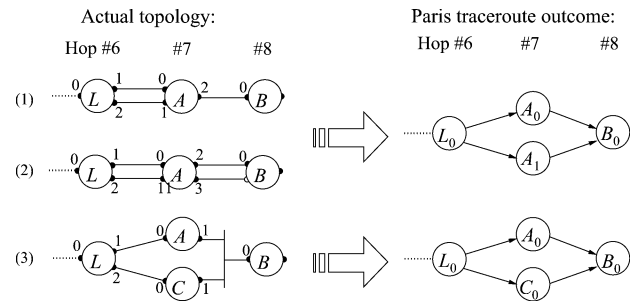 Actual topology: Paris traceroute outcome:
Hop #6 #7 #8 Hop #6 #7 #8
(1) 0 L 1 2 0 1 A 2 0 B
L0 A0 A1 B0
(2) 0 L 1 2 0 11 A 2 3 0 B
(3) 0 L 1 2 0 A 1 0 C 1 0 B
L0 A0 C0 B0